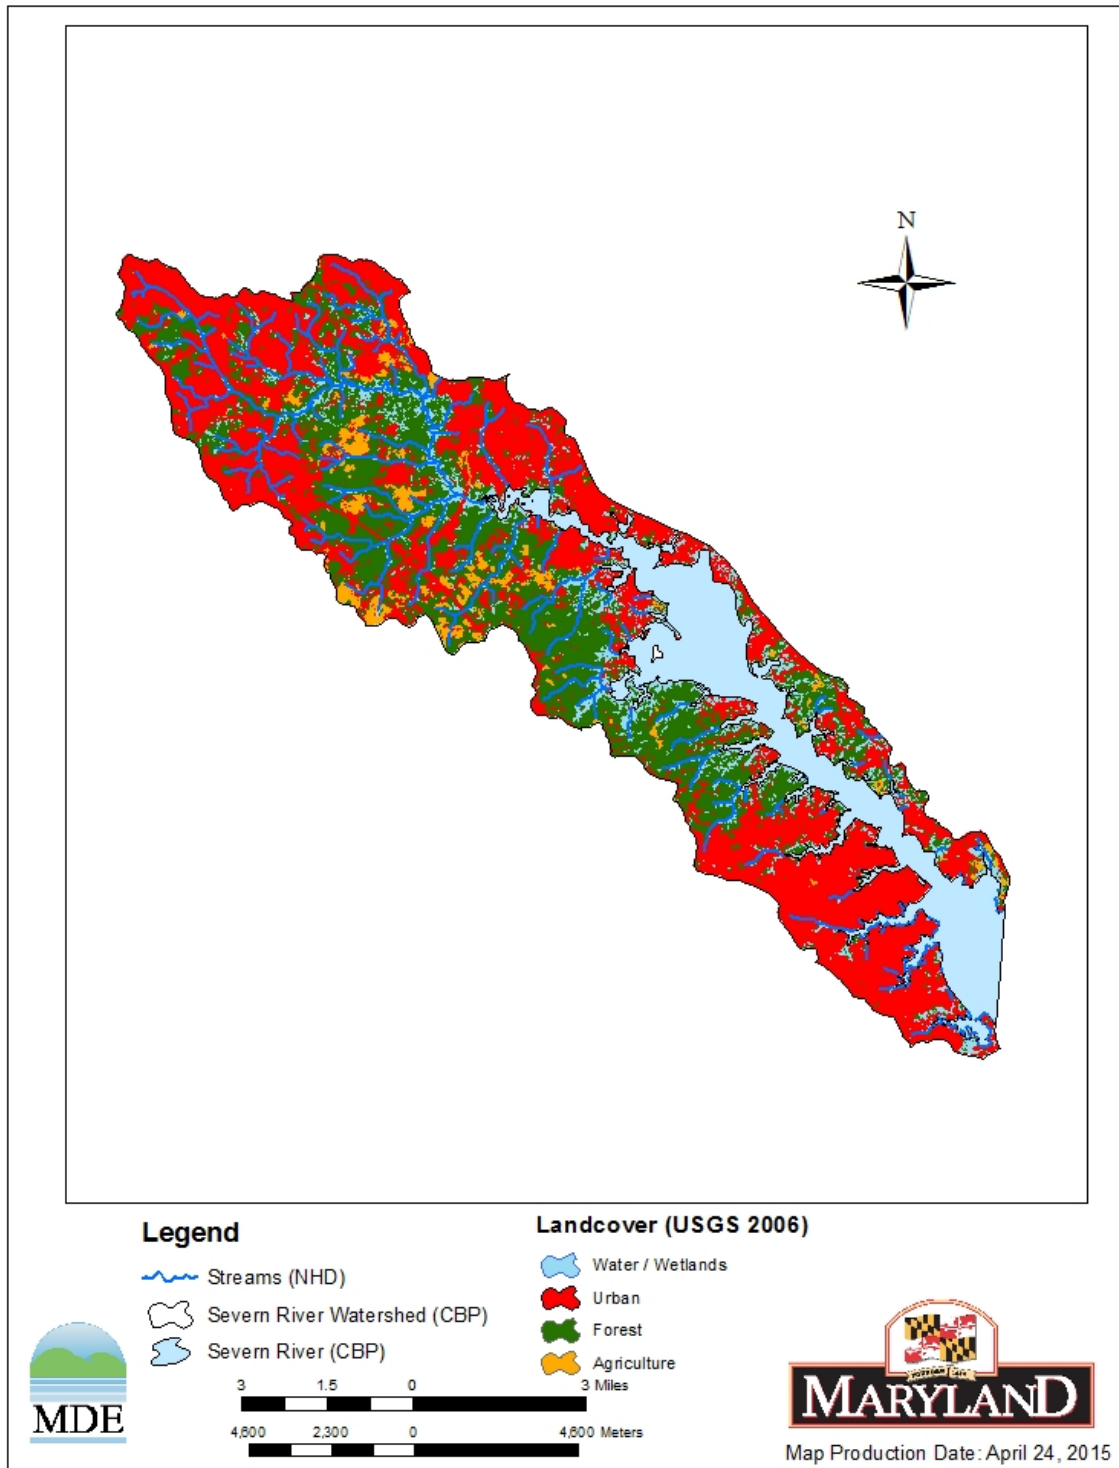 N
Legend
Streams (NHD)
Severn River Watershed (CBP)
Severn River (CBP)
Landcover (USGS 2006)
Water / Wetlands
Urban
Forest
Agriculture
3 1.5 0 3 Miles
4,600 2,300 0 4,600 Meters
MDE
MARYLAND
Map Production Date: April 24, 2015